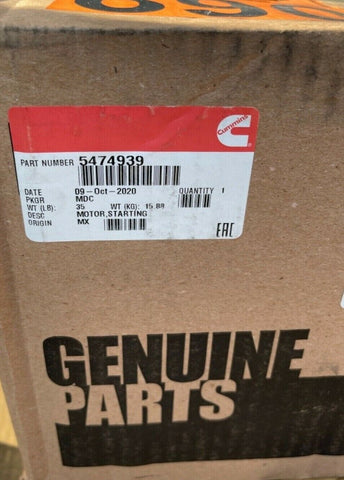 Cummins
PART NUMBER 5474939
DATE 09-Oct-2020 QUANTITY 1
PKGR MDC
WT (LB): 35 WT (KG): 15.88
DESC MOTOR,STARTING
ORIGIN MX
EAC
GENUINE
PARTS